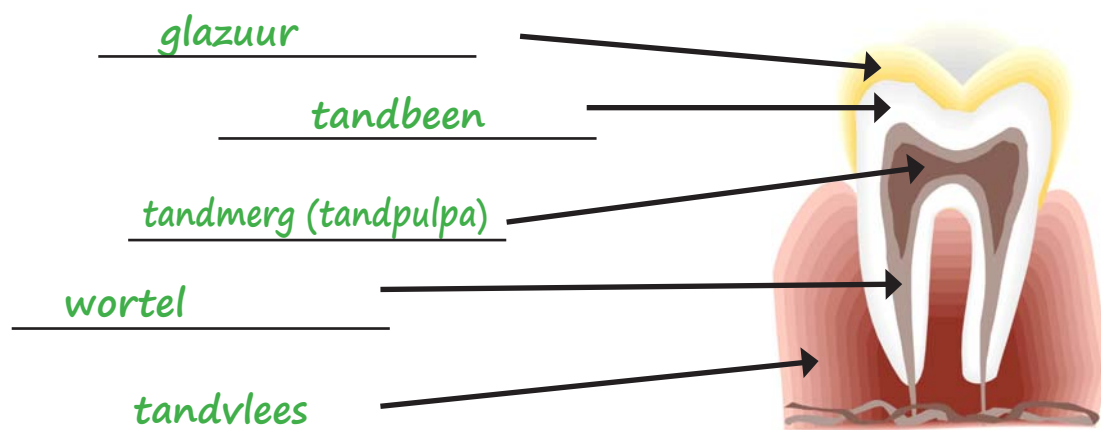 glazuur
tandbeen
tandmerg (tandpulpa)
wortel
tandvlees